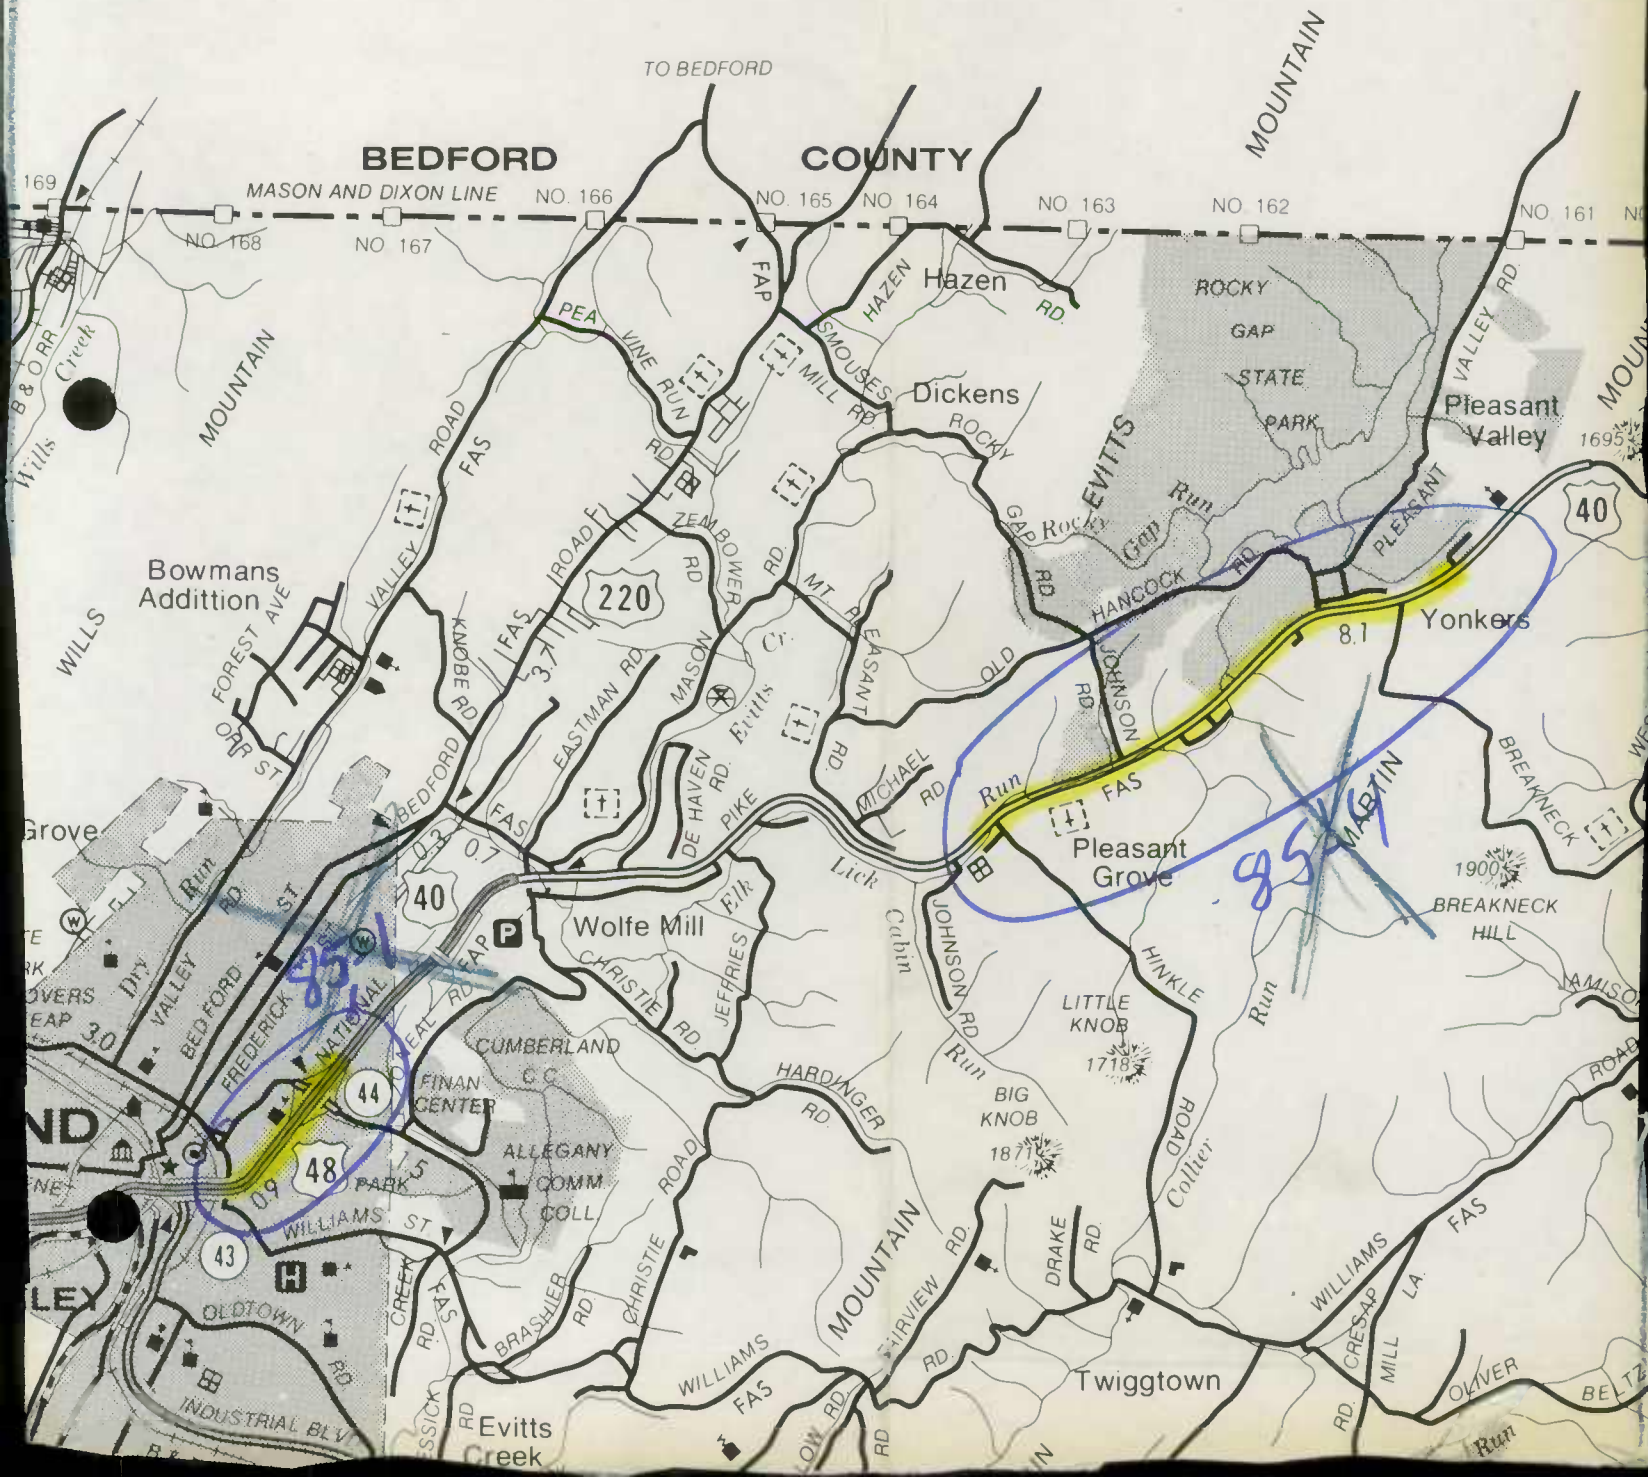 TO BEDFORD
MOUNTAIN
BEDFORD COUNTY
169
MASON AND DIXON LINE
NO. 166
NO. 165
NO. 164
NO. 163
NO. 162
NO. 161
NO. 168
NO. 167
FAP
HAZEN
Hazen
RD.
ROCKY
GAP
STATE
PARK
VALLEY RD.
PEA
VINE RUN
RD.
SMOUSES
MILL RD.
Dickens
ROCKY
GAP
RD
EVITTS
Pleasant
Valley
1695
B & O RR
Wills Creek
MOUNTAIN
ROAD
FAS
Rocky Gap Run
PLEASANT
40
ZEMBOWER
RD
ROAD
RD.
Bowmans
Addittion
FOREST AVE
VALLEY
220
MT PLEASANT
RD.
HANCOCK
RD.
8.1
Yonkers
WILLS
KNOBE RD.
FAS
3.7
EASTMAN RD.
MASON
Evitts Cr.
OLD
JOHNSON
RD.
ORR ST
BEDFORD
FAS
DE HAVEN
RD.
PIKE
MICHAEL
RD
Run
FAS
MARTIN
BREAKNECK
Grove
0.3
0.7
40
Lick
Pleasant
Grove
85-1
1900
BREAKNECK
HILL
Dry Run
RD
ST
P
Wolfe Mill
Elk
Cabin
Run
JOHNSON
RD
HINKLE
ROAD
85-1
FAP
OVERS
EAP
3.0
VALLEY
BEDFORD
FREDERICK
ST
NATIONAL
O'NEAL RD
CHRISTIE
RD.
JEFFRIES
LITTLE
KNOB
1718
Run
JAMISON
ROAD
CUMBERLAND
C C
44
FINAN
CENTER
HARDINGER
RD.
BIG
KNOB
1871
ND
ALLEGANY
COMM
COLL.
48
PARK
1.5
0.9
ROAD
Collier
WILLIAMS ST
43
H
LEY
OLDTOWN
RD
CREEK
RD.
FAS
BRASHIER
RD.
CHRISTIE
MOUNTAIN
FAIRVIEW
RD.
DRAKE
RD.
WILLIAMS
FAS
CRESAP
MILL
LA.
RD.
WILLIAMS
FAS
RD.
Twiggtown
OLIVER
BELTZ
INDUSTRIAL BLVD
ESSICK
RD
Evitts
Creek
LOW
RD.
RD
Run